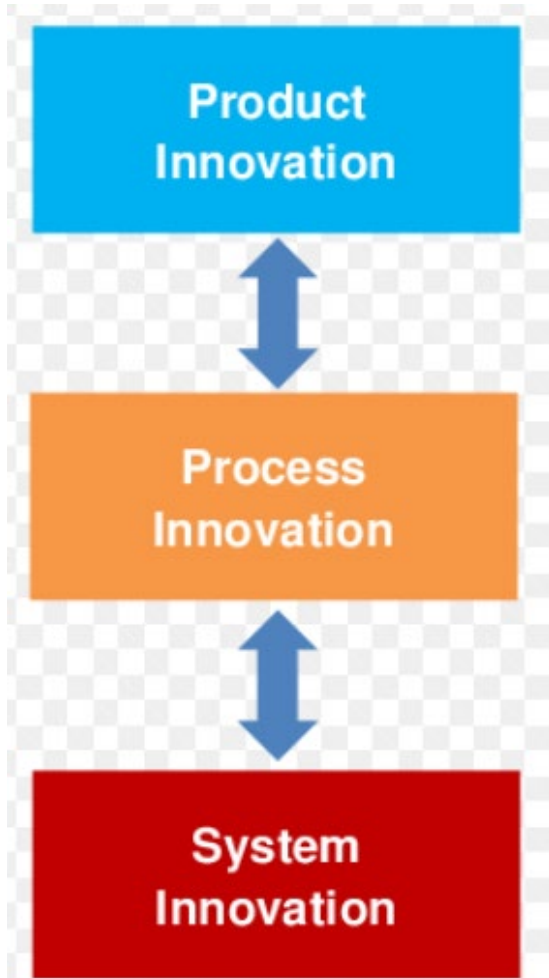 Product
Innovation
Process
Innovation
System
Innovation